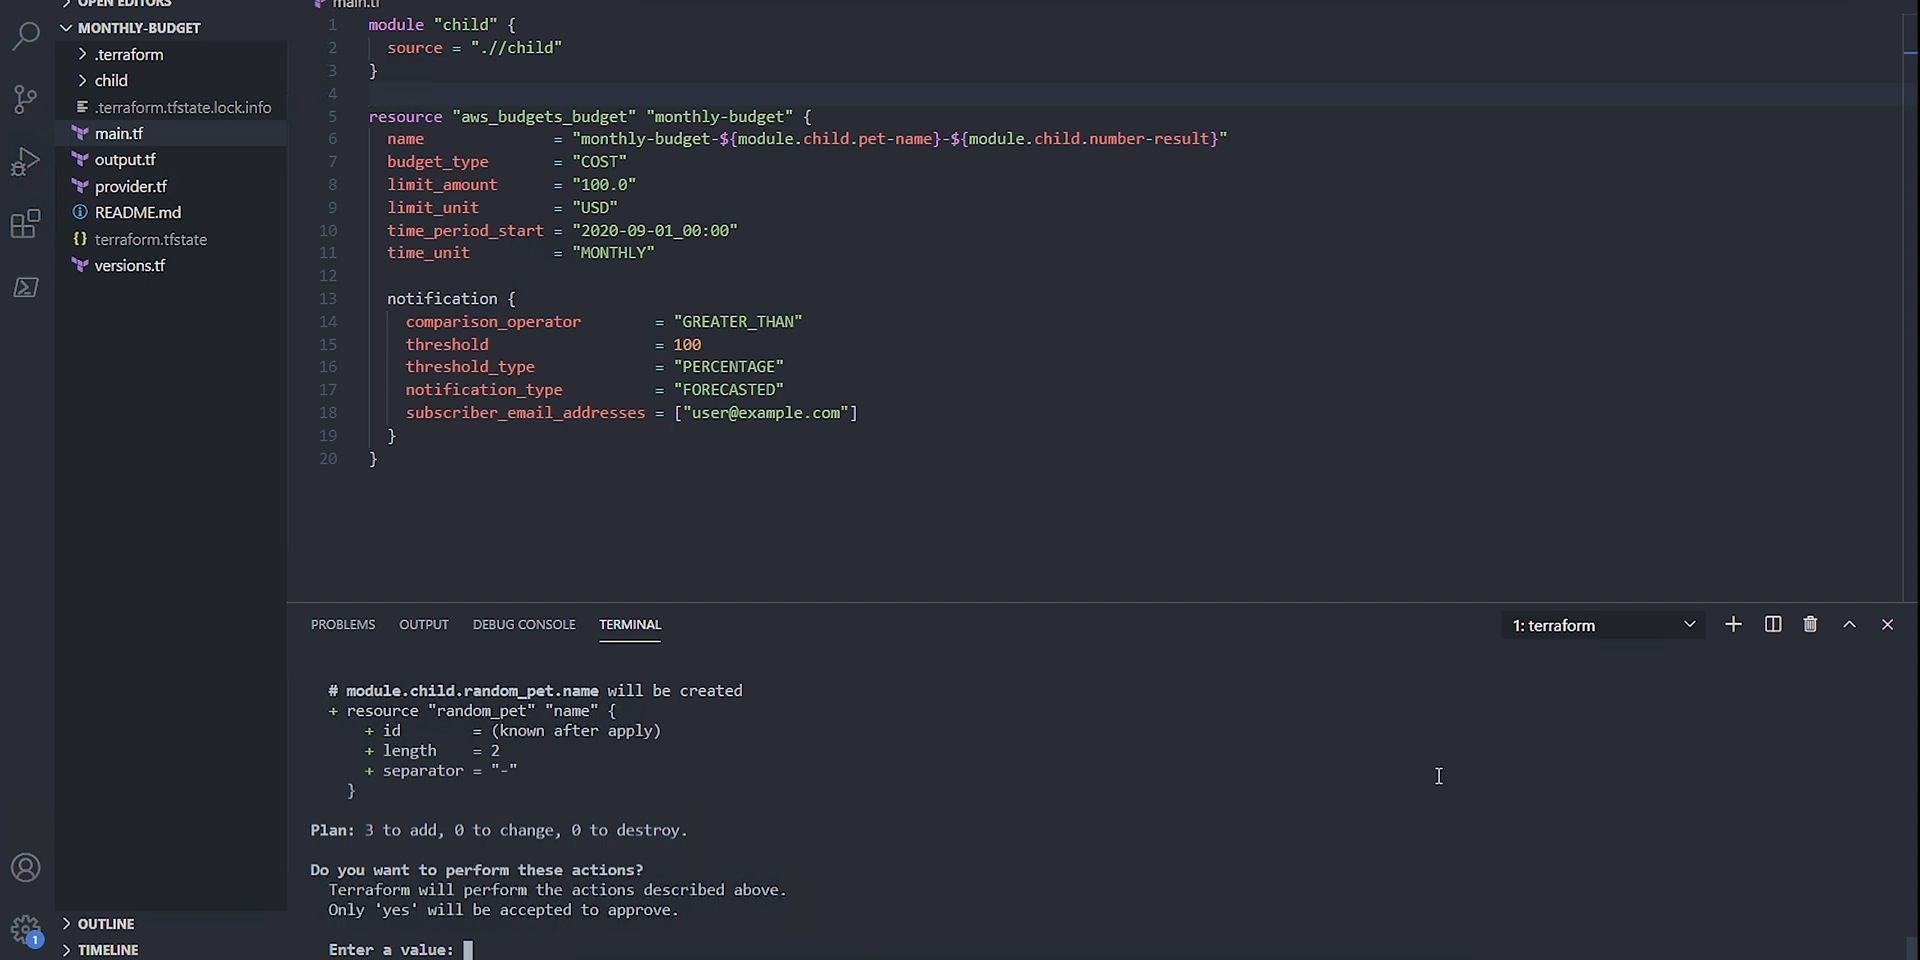 OPEN EDITORS
MONTHLY-BUDGET
.terraform
child
.terraform.tfstate.lock.info
main.tf
output.tf
provider.tf
README.md
terraform.tfstate
versions.tf
OUTLINE
TIMELINE
1
main.tf
1 module "child" {
2 source = ".//child"
3 }
4
5 resource "aws_budgets_budget" "monthly-budget" {
6 name = "monthly-budget-${module.child.pet-name}-${module.child.number-result}"
7 budget_type = "COST"
8 limit_amount = "100.0"
9 limit_unit = "USD"
10 time_period_start = "2020-09-01_00:00"
11 time_unit = "MONTHLY"
12
13 notification {
14 comparison_operator = "GREATER_THAN"
15 threshold = 100
16 threshold_type = "PERCENTAGE"
17 notification_type = "FORECASTED"
18 subscriber_email_addresses = ["user@example.com"]
19 }
20 }
PROBLEMS OUTPUT DEBUG CONSOLE TERMINAL 1: terraform
# module.child.random_pet.name will be created
+ resource "random_pet" "name" {
+ id = (known after apply)
+ length = 2
+ separator = "-"
}
Plan: 3 to add, 0 to change, 0 to destroy.
Do you want to perform these actions?
Terraform will perform the actions described above.
Only 'yes' will be accepted to approve.
Enter a value: